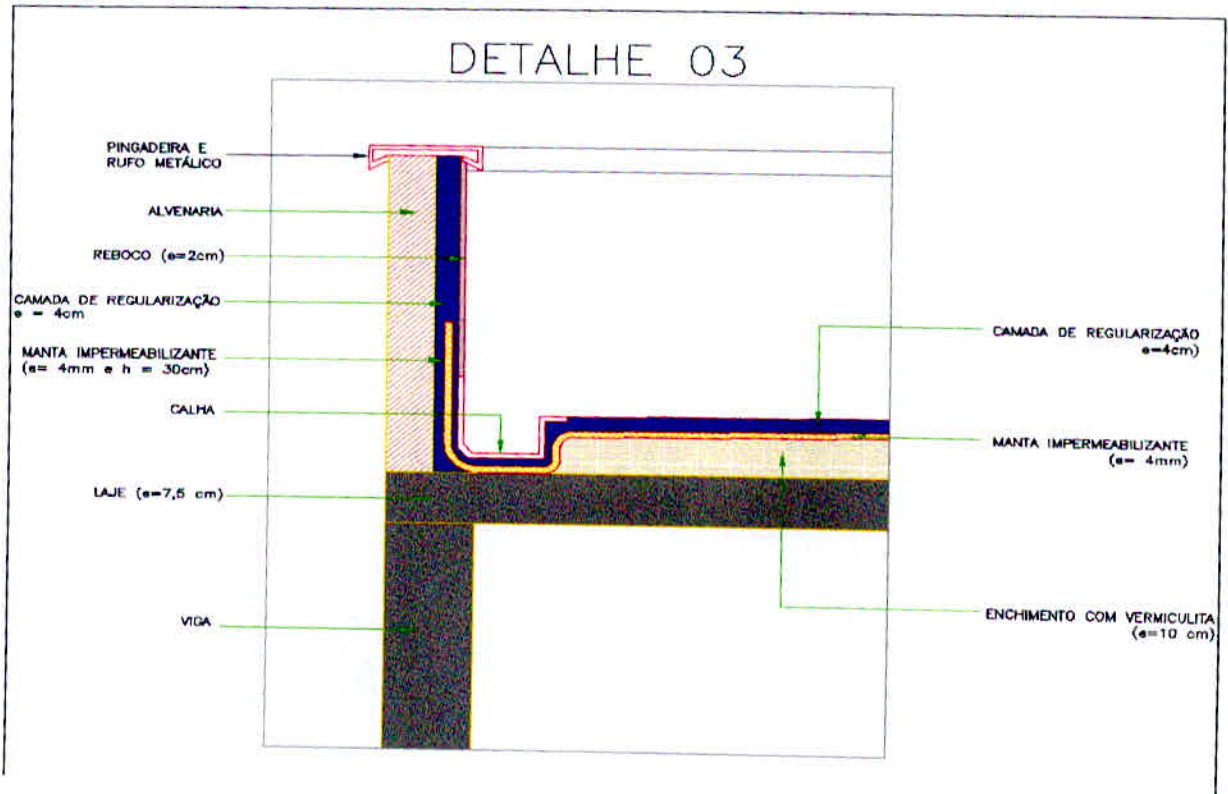 DETALHE 03
PINGADEIRA E
RUFO METÁLICO
ALVENARIA
REBOCO (e=2cm)
CAMADA DE REGULARIZAÇÃO
e = 4cm
MANTA IMPERMEABILIZANTE
(e= 4mm e h = 30cm)
CALHA
LAJE (e=7,5 cm)
VIGA
CAMADA DE REGULARIZAÇÃO
e=4cm)
MANTA IMPERMEABILIZANTE
(e= 4mm)
ENCHIMENTO COM VERMICULITA
(e=10 cm)